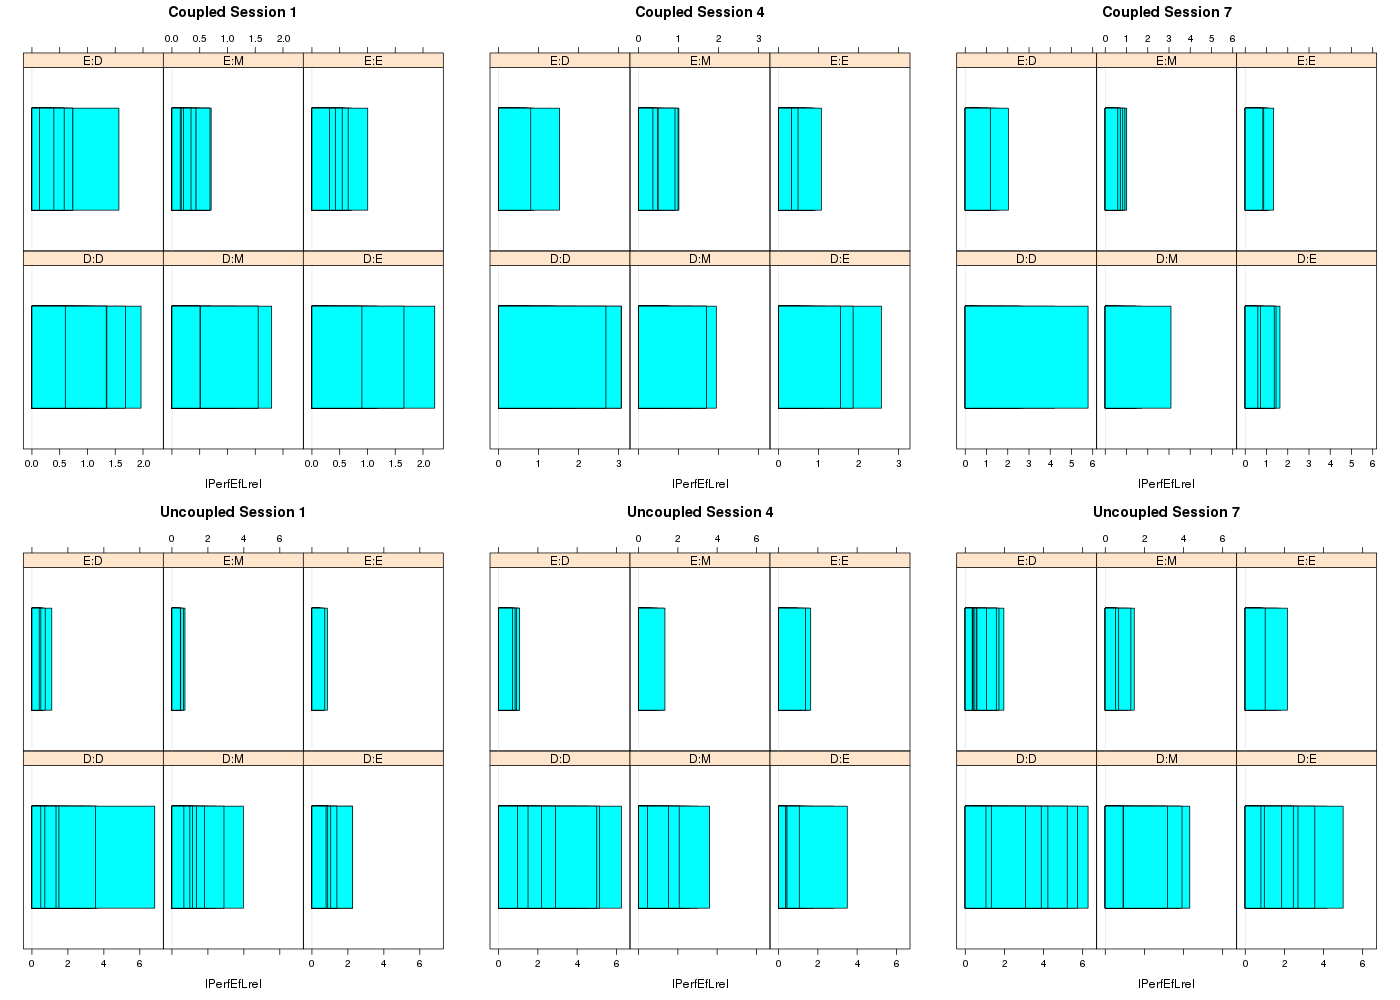 Coupled Session 1
0.0 0.5 1.0 1.5 2.0
E:D E:M E:E
D:D D:M D:E
0.0 0.5 1.0 1.5 2.0 0.0 0.5 1.0 1.5 2.0
lPerfEfLrel
Coupled Session 4
0 1 2 3
E:D E:M E:E
D:D D:M D:E
0 1 2 3 0 1 2 3
lPerfEfLrel
Coupled Session 7
0 1 2 3 4 5 6
E:D E:M E:E
D:D D:M D:E
0 1 2 3 4 5 6 0 1 2 3 4 5 6
lPerfEfLrel
Uncoupled Session 1
0 2 4 6
E:D E:M E:E
D:D D:M D:E
0 2 4 6 0 2 4 6
lPerfEfLrel
Uncoupled Session 4
0 2 4 6
E:D E:M E:E
D:D D:M D:E
0 2 4 6 0 2 4 6
lPerfEfLrel
Uncoupled Session 7
0 2 4 6
E:D E:M E:E
D:D D:M D:E
0 2 4 6 0 2 4 6
lPerfEfLrel